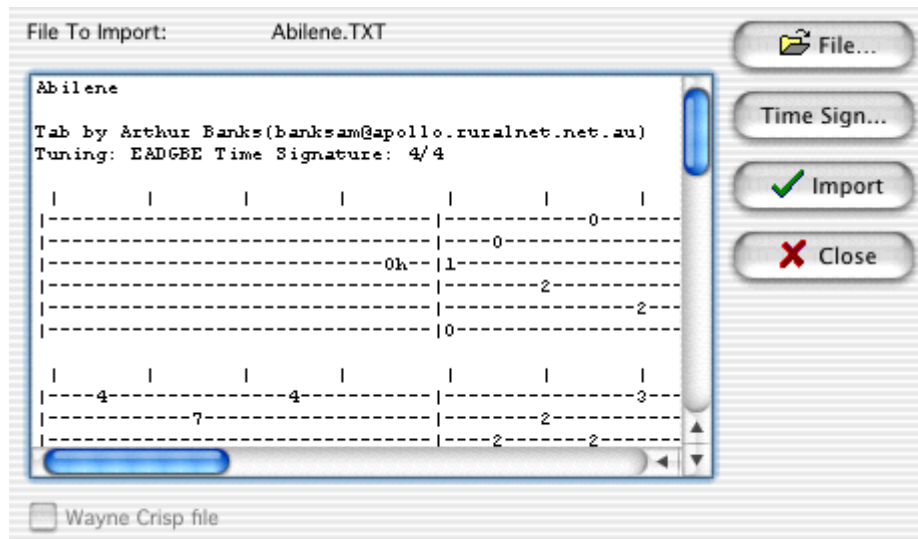 File To Import: Abilene.TXT
File...
Time Sign...
Import
Close
Abilene
Tab by Arthur Banks(banksam@apollo.ruralnet.net.au)
Tuning: EADGBE Time Signature: 4/4
| | | | | | |
|--------------------------------|------------0-------
|--------------------------------|----0---------------
|----------------------------0h--|1-------------------
|--------------------------------|--------2-----------
|--------------------------------|----------------2---
|--------------------------------|0-------------------
| | | | | | |
|----4---------------4-----------|----------------3---
|------------7-------------------|--------2-----------
|--------------------------------|----2-------2-------
Wayne Crisp file